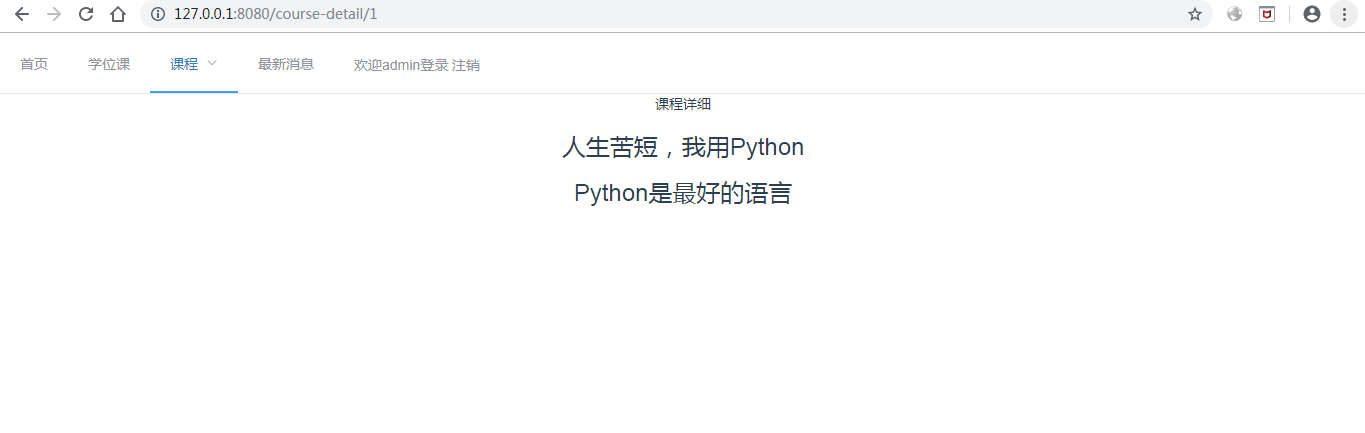 127.0.0.1:8080/course-detail/1
首页 学位课 课程 最新消息 欢迎admin登录 注销
课程详细
人生苦短，我用Python
Python是最好的语言